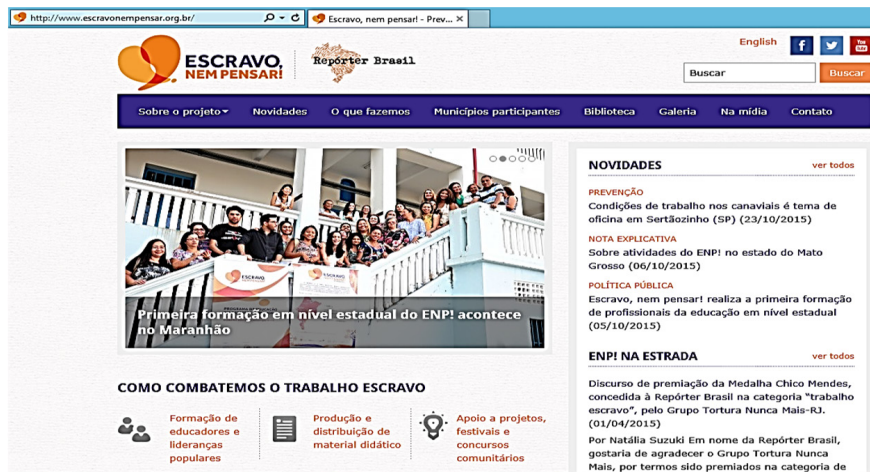 http://www.escravonempensar.org.br/
Escravo, nem pensar! - Prev...
English
You
Tube
ESCRAVO,
NEM PENSAR!
Repórter Brasil
Buscar
Buscar
Sobre o projeto
Novidades
O que fazemos
Municípios participantes
Biblioteca
Galeria
Na mídia
Contato
ESCRAVO,
ESCRAVO,
Primeira formação em nível estadual do ENP! acontece
no Maranhão
COMO COMBATEMOS O TRABALHO ESCRAVO
Formação de
educadores e
lideranças
populares
Produção e
distribuição de
material didático
Apoio a projetos,
festivais e
concursos
comunitários
NOVIDADES
ver todos
PREVENÇÃO
Condições de trabalho nos canaviais é tema de
oficina em Sertãozinho (SP) (23/10/2015)
NOTA EXPLICATIVA
Sobre atividades do ENP! no estado do Mato
Grosso (06/10/2015)
POLÍTICA PÚBLICA
Escravo, nem pensar! realiza a primeira formação
de profissionais da educação em nível estadual
(05/10/2015)
ENP! NA ESTRADA
ver todos
Discurso de premiação da Medalha Chico Mendes,
concedida à Repórter Brasil na categoria "trabalho
escravo", pelo Grupo Tortura Nunca Mais-RJ.
(01/04/2015)
Por Natália Suzuki Em nome da Repórter Brasil,
gostaria de agradecer o Grupo Tortura Nunca
Mais, por termos sido premiados na categoria de